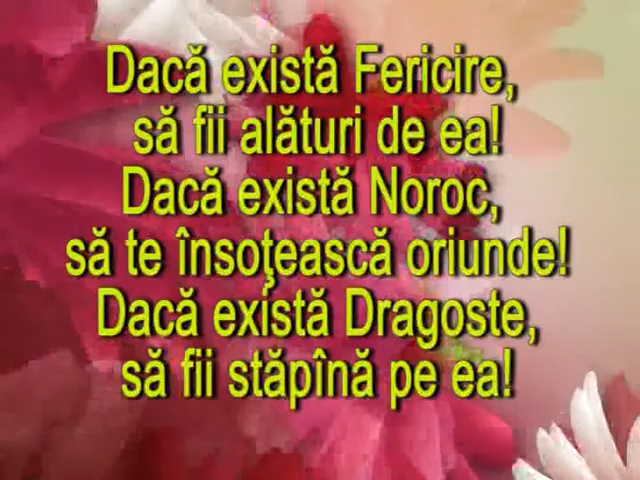 Dacă există Fericire,
să fii alături de ea!
Dacă există Noroc,
să te însoţească oriunde!
Dacă există Dragoste,
să fii stăpînă pe ea!